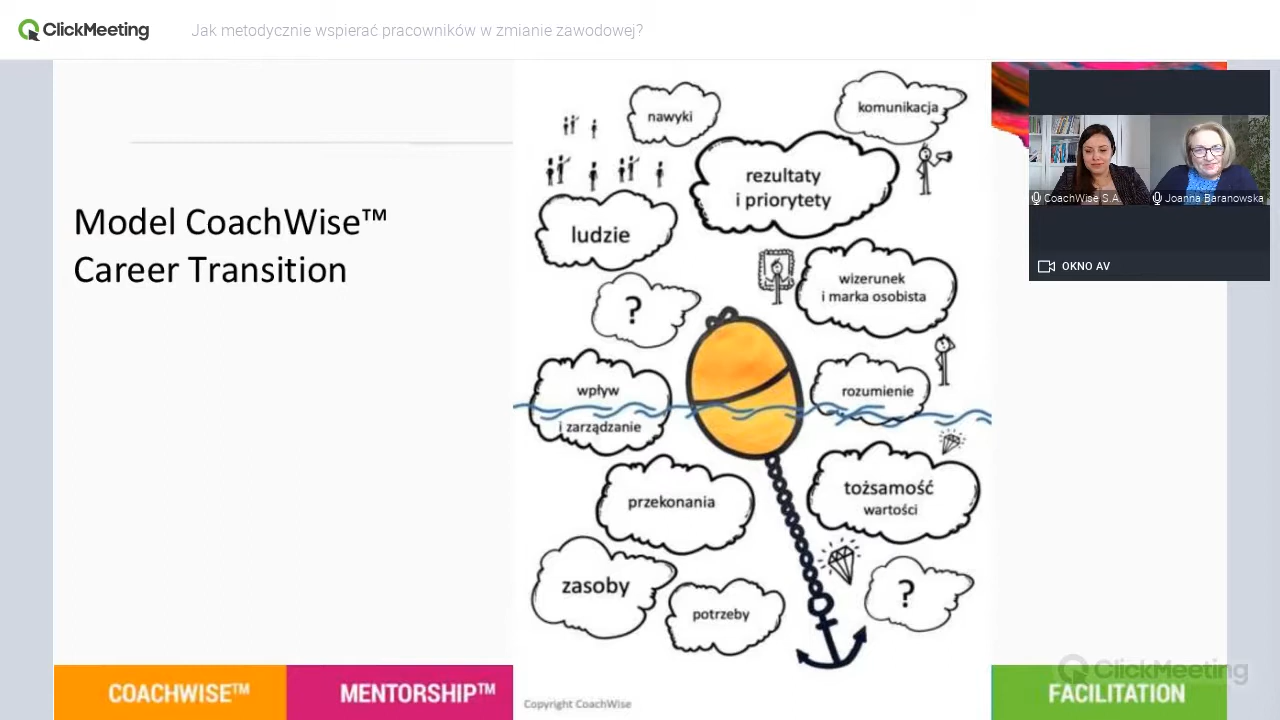 ClickMeeting
Jak metodycznie wspierać pracowników w zmianie zawodowej?
Model CoachWise™
Career Transition
nawyki
komunikacja
rezultaty
i priorytety
ludzie
wizerunek
i marka osobista
?
wpływ
i zarządzanie
rozumienie
przekonania
tożsamość
wartości
zasoby
potrzeby
?
CoachWise S.A.
Joanna Baranowska
OKNO AV
COACHWISE™
MENTORSHIP™
FACILITATION
Copyright CoachWise
ClickMeeting